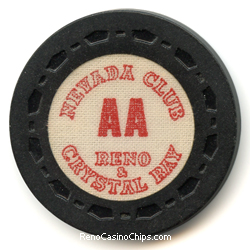 NEVADA CLUB
AA
RENO
&
CRYSTAL BAY
RenoCasinoChips.com